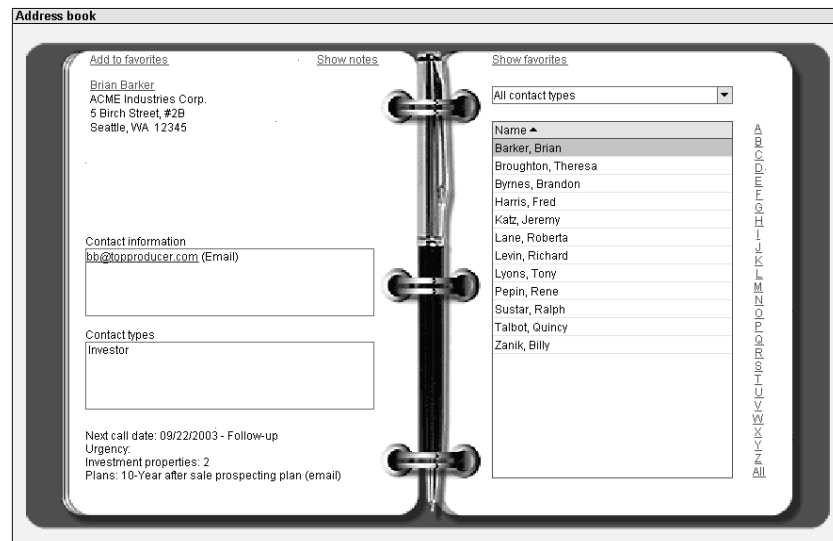 Address book
Add to favorites
Show notes
Brian Barker
ACME Industries Corp.
5 Birch Street, #2B
Seattle, WA 12345
Contact information
bb@topproducer.com (Email)
Contact types
Investor
Next call date: 09/22/2003 - Follow-up
Urgency:
Investment properties: 2
Plans: 10-Year after sale prospecting plan (email)
Show favorites
All contact types
Name
Barker, Brian
Broughton, Theresa
Byrnes, Brandon
Harris, Fred
Katz, Jeremy
Lane, Roberta
Levin, Richard
Lyons, Tony
Pepin, Rene
Sustar, Ralph
Talbot, Quincy
Zanik, Billy
A
B
C
D
E
F
G
H
I
J
K
L
M
N
O
P
Q
R
S
T
U
V
W
X
Y
Z
All